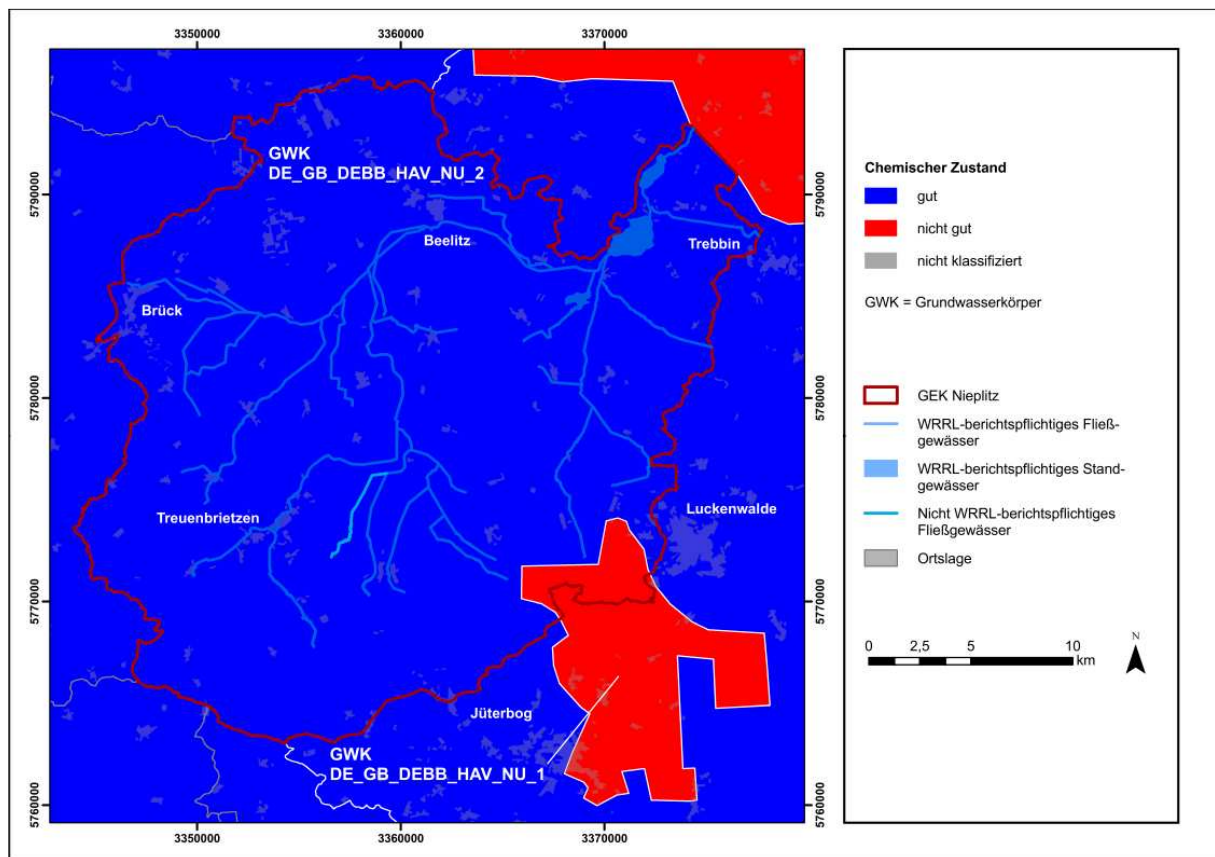 3350000 3360000 3370000
5790000
5780000
5770000
5760000
5790000
5780000
5770000
5760000
3350000 3360000 3370000
GWK
DE_GB_DEBB_HAV_NU_2
Beelitz
Trebbin
Brück
Treuenbrietzen
Luckenwalde
Jüterbog
GWK
DE_GB_DEBB_HAV_NU_1
Chemischer Zustand
gut
nicht gut
nicht klassifiziert
GWK = Grundwasserkörper
GEK Nieplitz
WRRL-berichtspflichtiges Fließ-
gewässer
WRRL-berichtspflichtiges Stand-
gewässer
Nicht WRRL-berichtspflichtiges
Fließgewässer
Ortslage
0 2,5 5 10
km
N